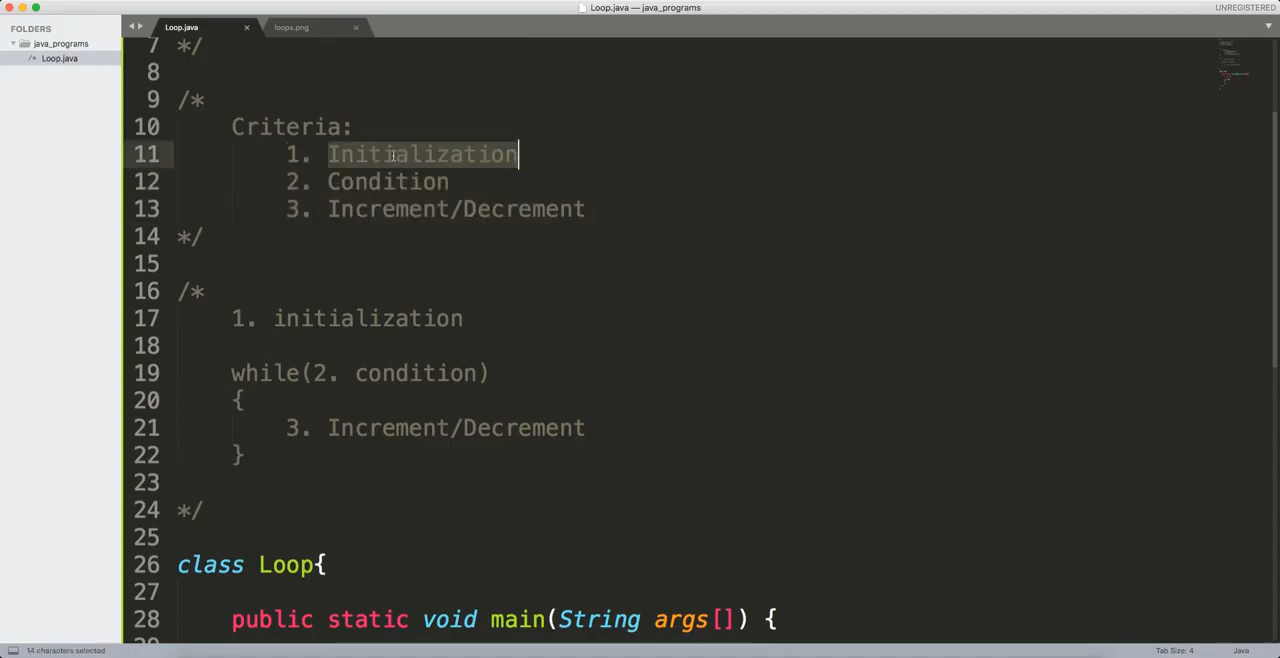 Loop.java — java_programs
UNREGISTERED
FOLDERS
java_programs
/* Loop.java
Loop.java ×
loops.png ×
7 */
8
9 /*
10 Criteria:
11 1. Initialization
12 2. Condition
13 3. Increment/Decrement
14 */
15
16 /*
17 1. initialization
18
19 while(2. condition)
20 {
21 3. Increment/Decrement
22 }
23
24 */
25
26 class Loop{
27
28 public static void main(String args[]) {
14 characters selected
Tab Size: 4
Java